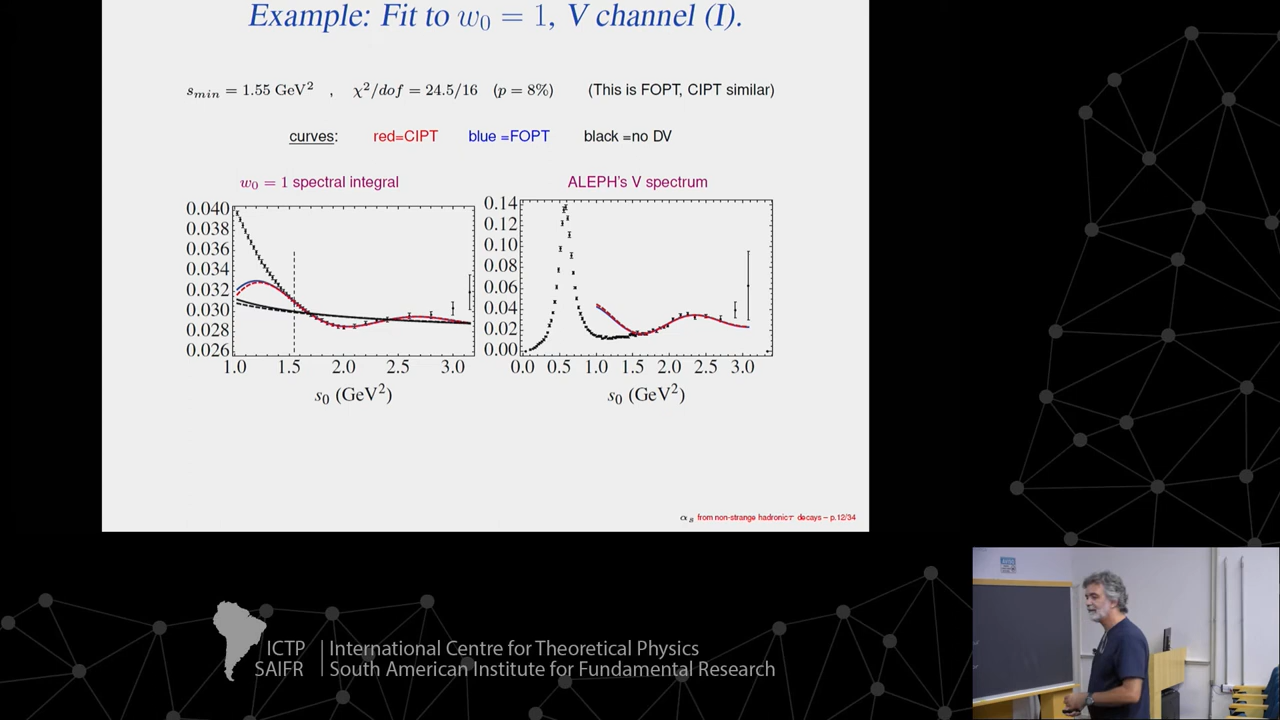 Example: Fit to w₀ = 1, V channel (I).
s_min = 1.55 GeV² , χ²/dof = 24.5/16 (p = 8%) (This is FOPT, CIPT similar)
curves: red=CIPT blue =FOPT black =no DV
w₀ = 1 spectral integral
0.040
0.038
0.036
0.034
0.032
0.030
0.028
0.026
1.0 1.5 2.0 2.5 3.0
s₀ (GeV²)
ALEPH's V spectrum
0.14
0.12
0.10
0.08
0.06
0.04
0.02
0.00
0.0 0.5 1.0 1.5 2.0 2.5 3.0
s₀ (GeV²)
αₛ from non-strange hadronic τ decays – p.12/34
ICTP International Centre for Theoretical Physics
SAIFR South American Institute for Fundamental Research